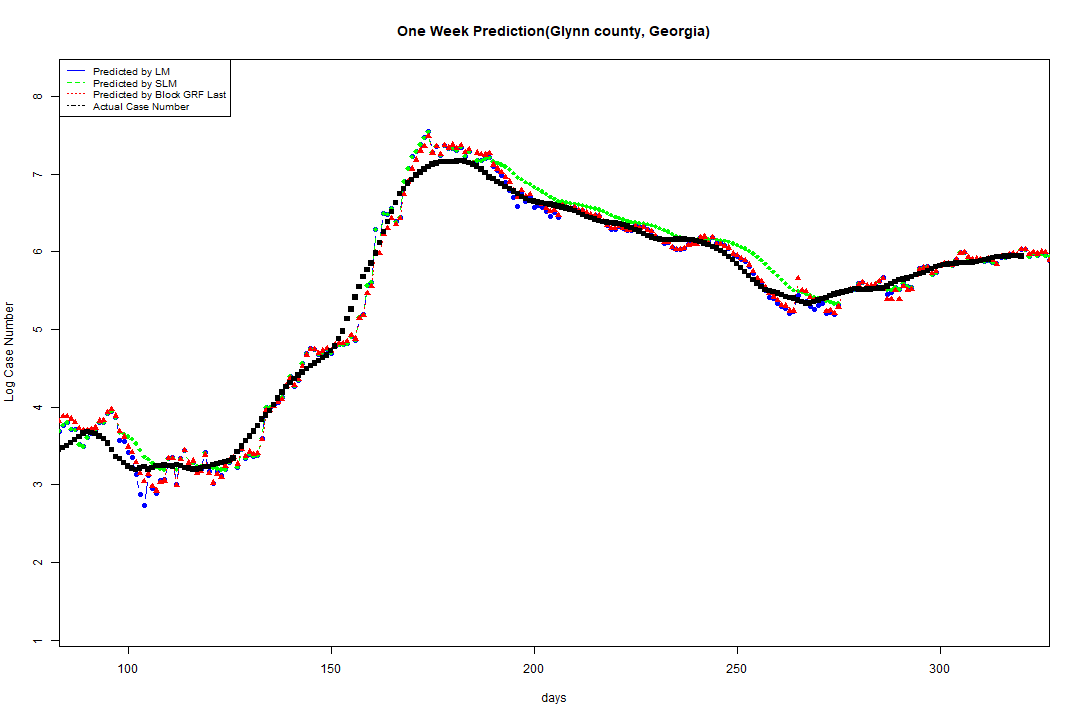 One Week Prediction(Glynn county, Georgia)
Predicted by LM
Predicted by SLM
Predicted by Block GRF Last
Actual Case Number
8
7
6
5
4
3
2
1
Log Case Number
100 150 200 250 300
days